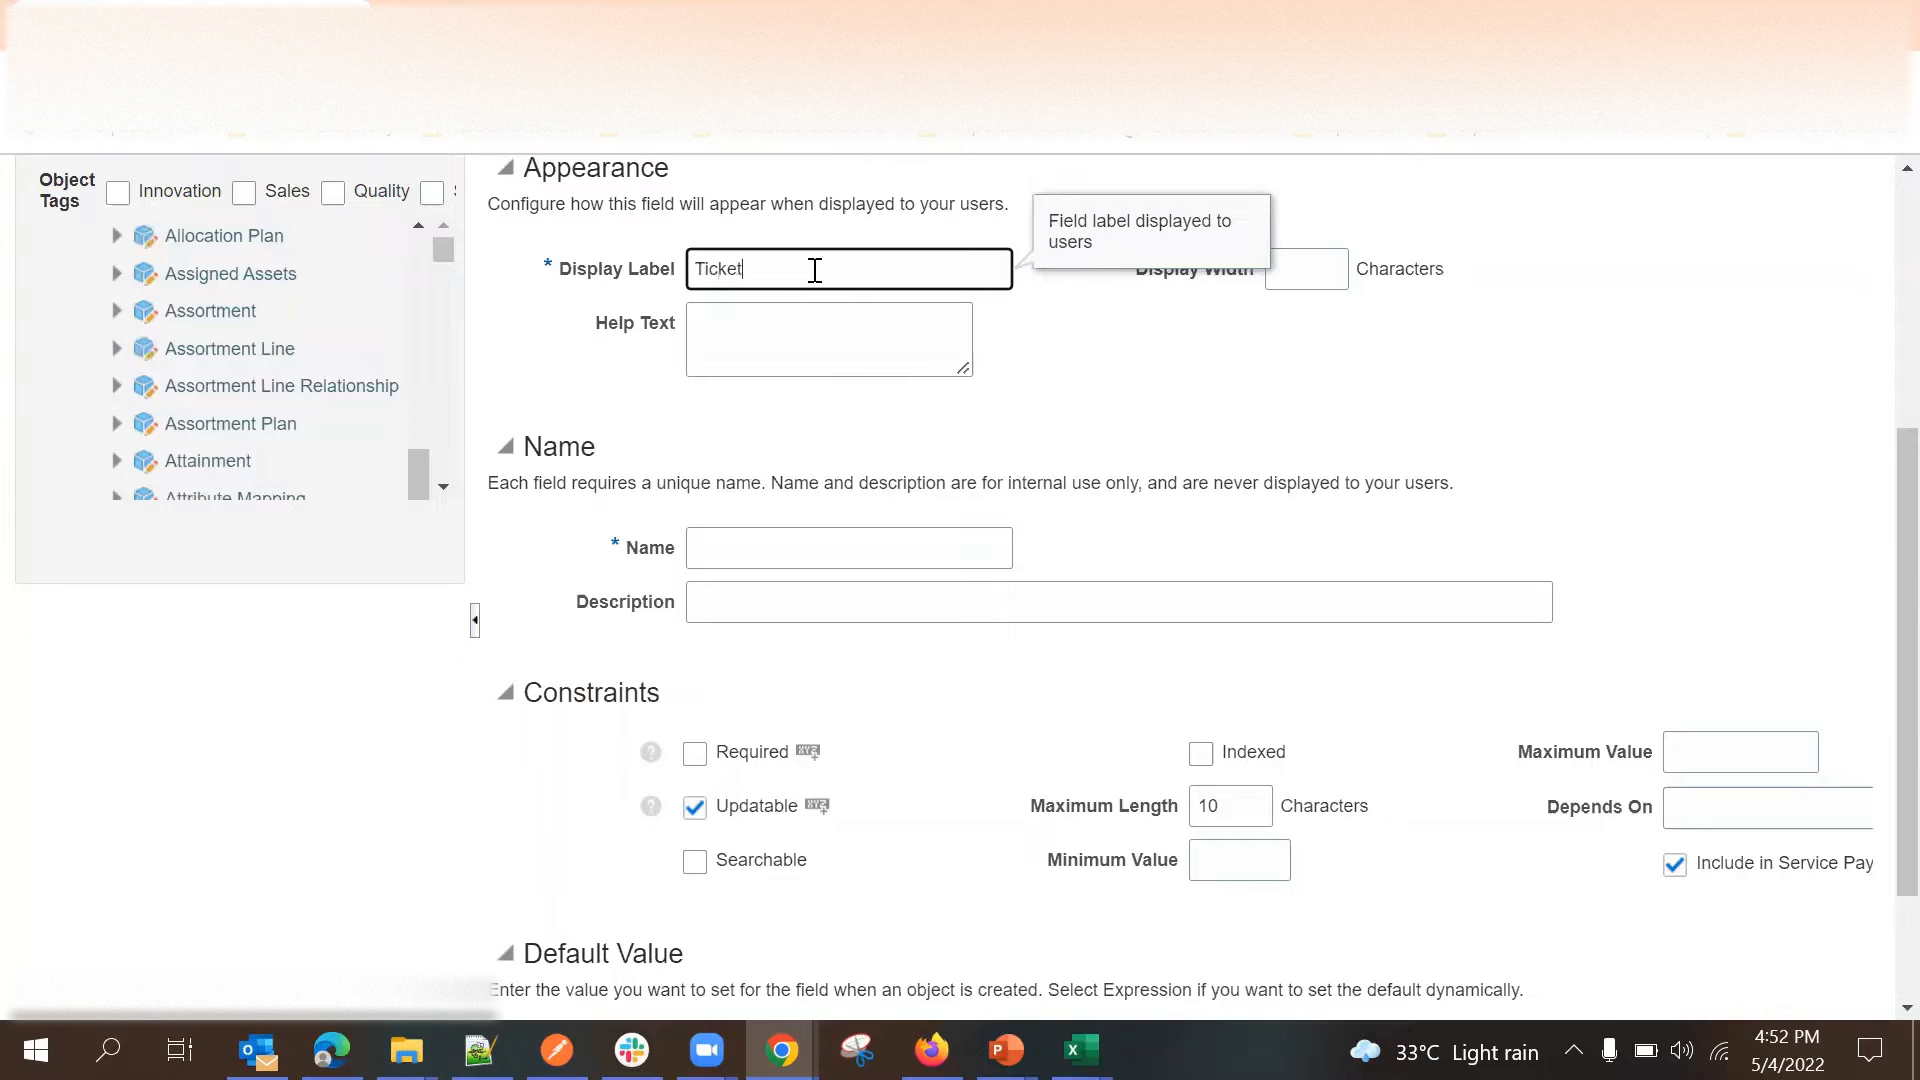 Object Tags
Innovation
Sales
Quality
Allocation Plan
Assigned Assets
Assortment
Assortment Line
Assortment Line Relationship
Assortment Plan
Attainment
Attribute Mapping
Appearance
Configure how this field will appear when displayed to your users.
* Display Label
Ticket
Field label displayed to
users
Display Width
Characters
Help Text
Name
Each field requires a unique name. Name and description are for internal use only, and are never displayed to your users.
* Name
Description
Constraints
? Required
Indexed
Maximum Value
? Updatable
Maximum Length 10 Characters
Depends On
Searchable
Minimum Value
Include in Service Pay
Default Value
Enter the value you want to set for the field when an object is created. Select Expression if you want to set the default dynamically.
33°C Light rain
4:52 PM
5/4/2022